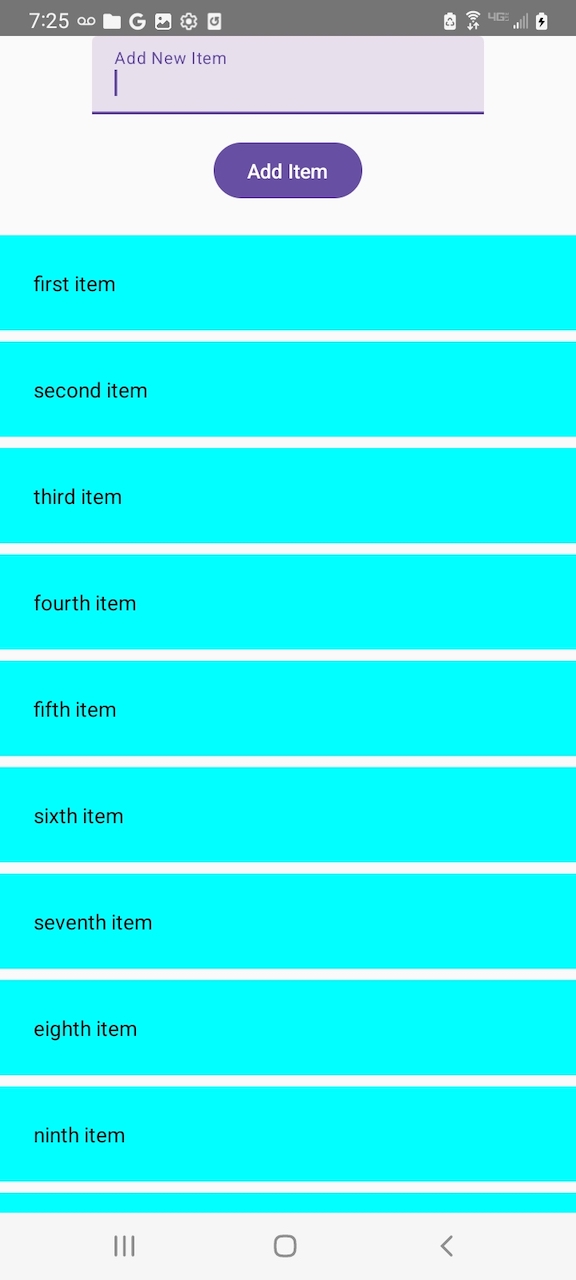 7:25
Add New Item
Add Item
first item
second item
third item
fourth item
fifth item
sixth item
seventh item
eighth item
ninth item